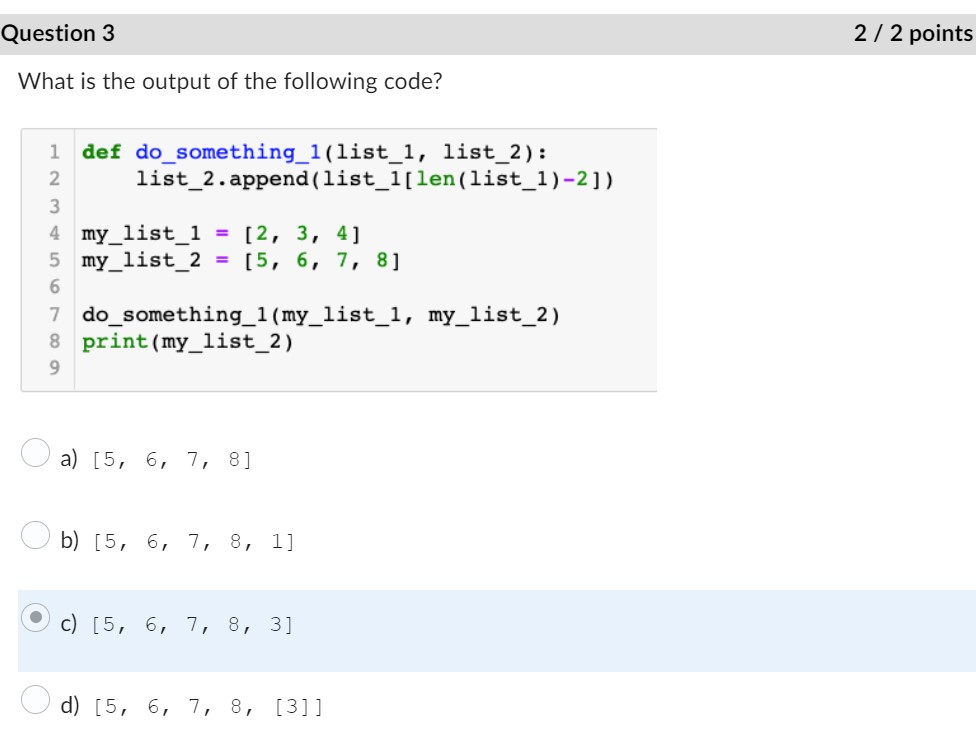 Question 3 2 / 2 points
What is the output of the following code?
1 def do_something_1(list_1, list_2):
2     list_2.append(list_1[len(list_1)-2])
3
4 my_list_1 = [2, 3, 4]
5 my_list_2 = [5, 6, 7, 8]
6
7 do_something_1(my_list_1, my_list_2)
8 print(my_list_2)
9
a) [5, 6, 7, 8]
b) [5, 6, 7, 8, 1]
c) [5, 6, 7, 8, 3]
d) [5, 6, 7, 8, [3]]